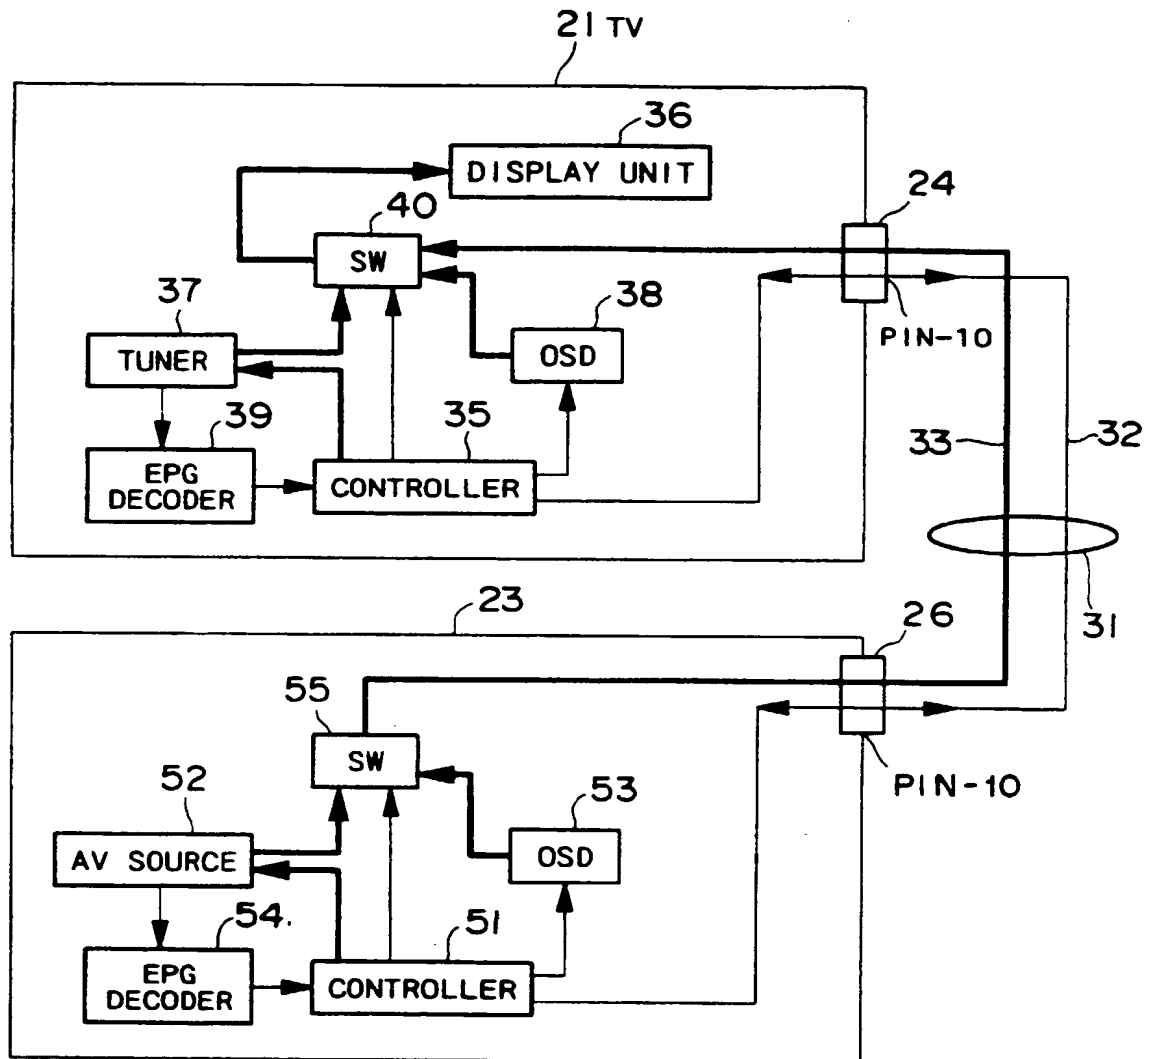 21 TV
36
DISPLAY UNIT
24
40
SW
37
38
PIN-10
TUNER
OSD
39
35
33
32
EPG
DECODER
CONTROLLER
31
23
26
55
SW
PIN-10
52
53
AV SOURCE
OSD
54.
51
EPG
DECODER
CONTROLLER